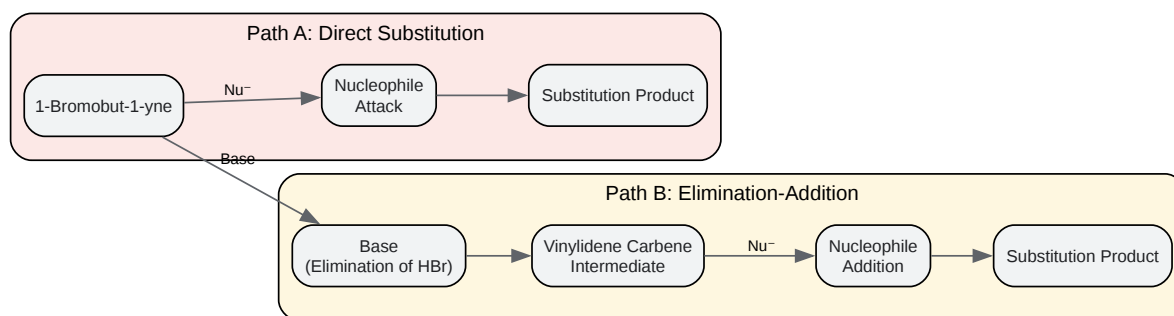 Path A: Direct Substitution
1-Bromobut-1-yne
Nu⁻
Nucleophile
Attack
Substitution Product
Base
Path B: Elimination-Addition
Base
(Elimination of HBr)
Vinylidene Carbene
Intermediate
Nu⁻
Nucleophile
Addition
Substitution Product